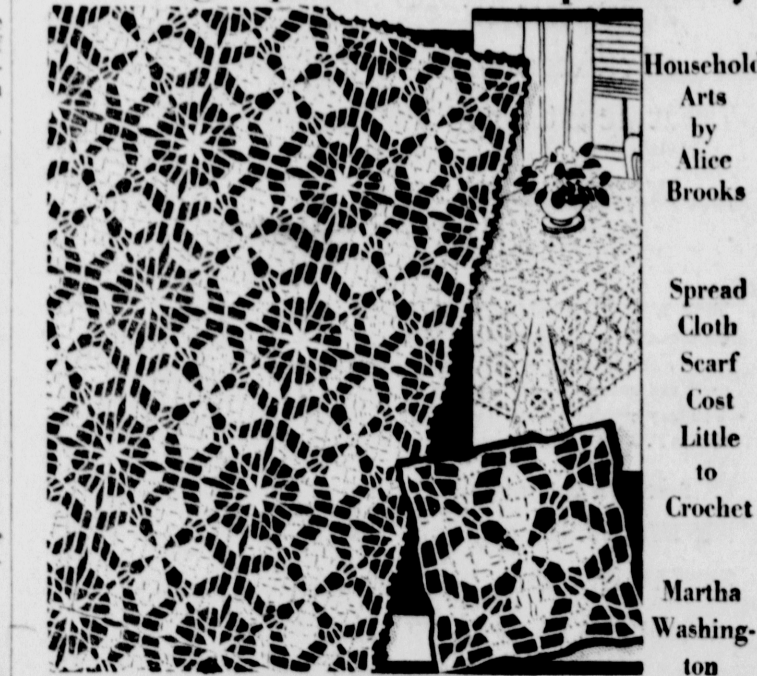 Household
Arts
by
Alice
Brooks
Spread
Cloth
Scarf
Cost
Little
to
Crochet
Martha
Washing-
ton